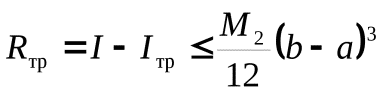 R_тр = I - I_тр ≤ M_2/12 (b - a)^3